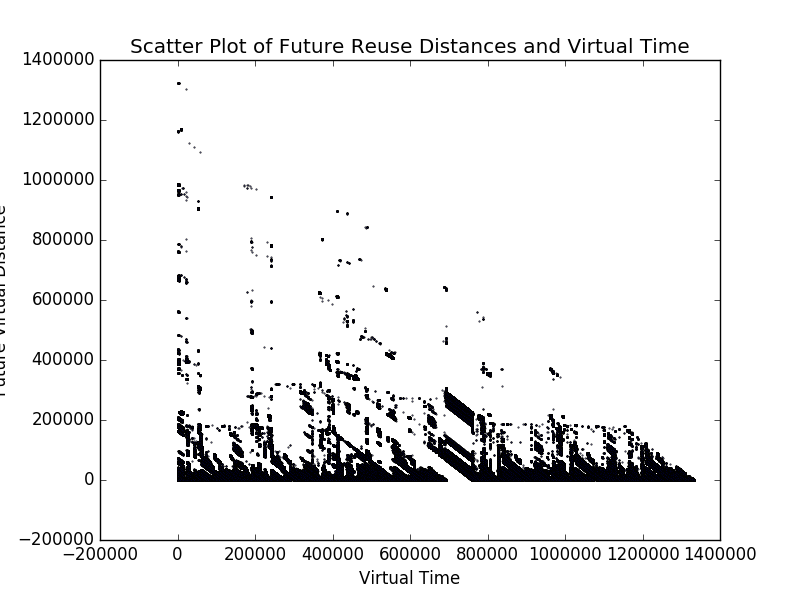 Scatter Plot of Future Reuse Distances and Virtual Time
1400000
1200000
1000000
800000
600000
400000
200000
0
−200000
Future Virtual Distance
−200000 0 200000 400000 600000 800000 1000000 1200000 1400000
Virtual Time